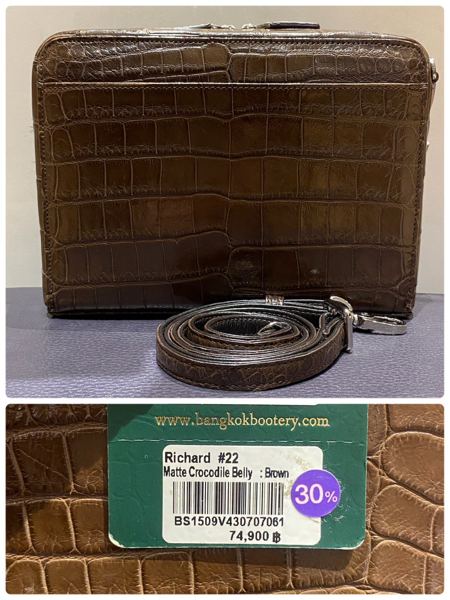 www.bangkokbootery.com
Richard #22
Matte Crocodile Belly : Brown
30%
BS1509V430707061
74,900 ฿